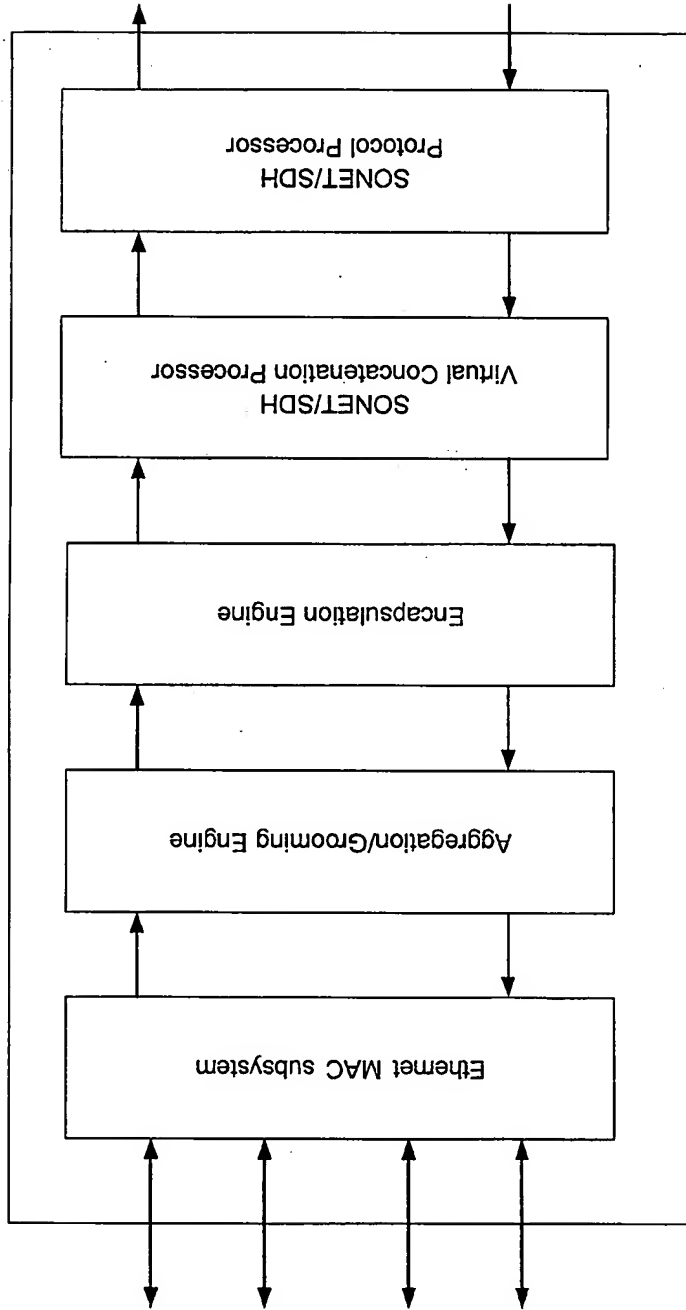 Ethernet MAC subsystem
Aggregation/Grooming Engine
Encapsulation Engine
SONET/SDH
Virtual Concatenation Processor
SONET/SDH
Protocol Processor